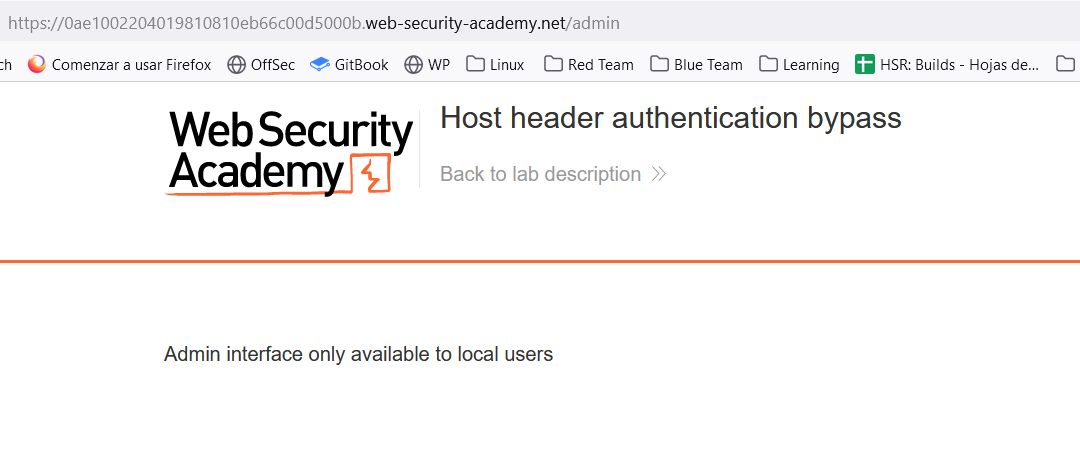 https://0ae1002204019810810eb66c00d5000b.web-security-academy.net/admin
ch Comenzar a usar Firefox OffSec GitBook WP Linux Red Team Blue Team Learning HSR: Builds - Hojas de...
Web Security
Academy
Host header authentication bypass
Back to lab description
Admin interface only available to local users